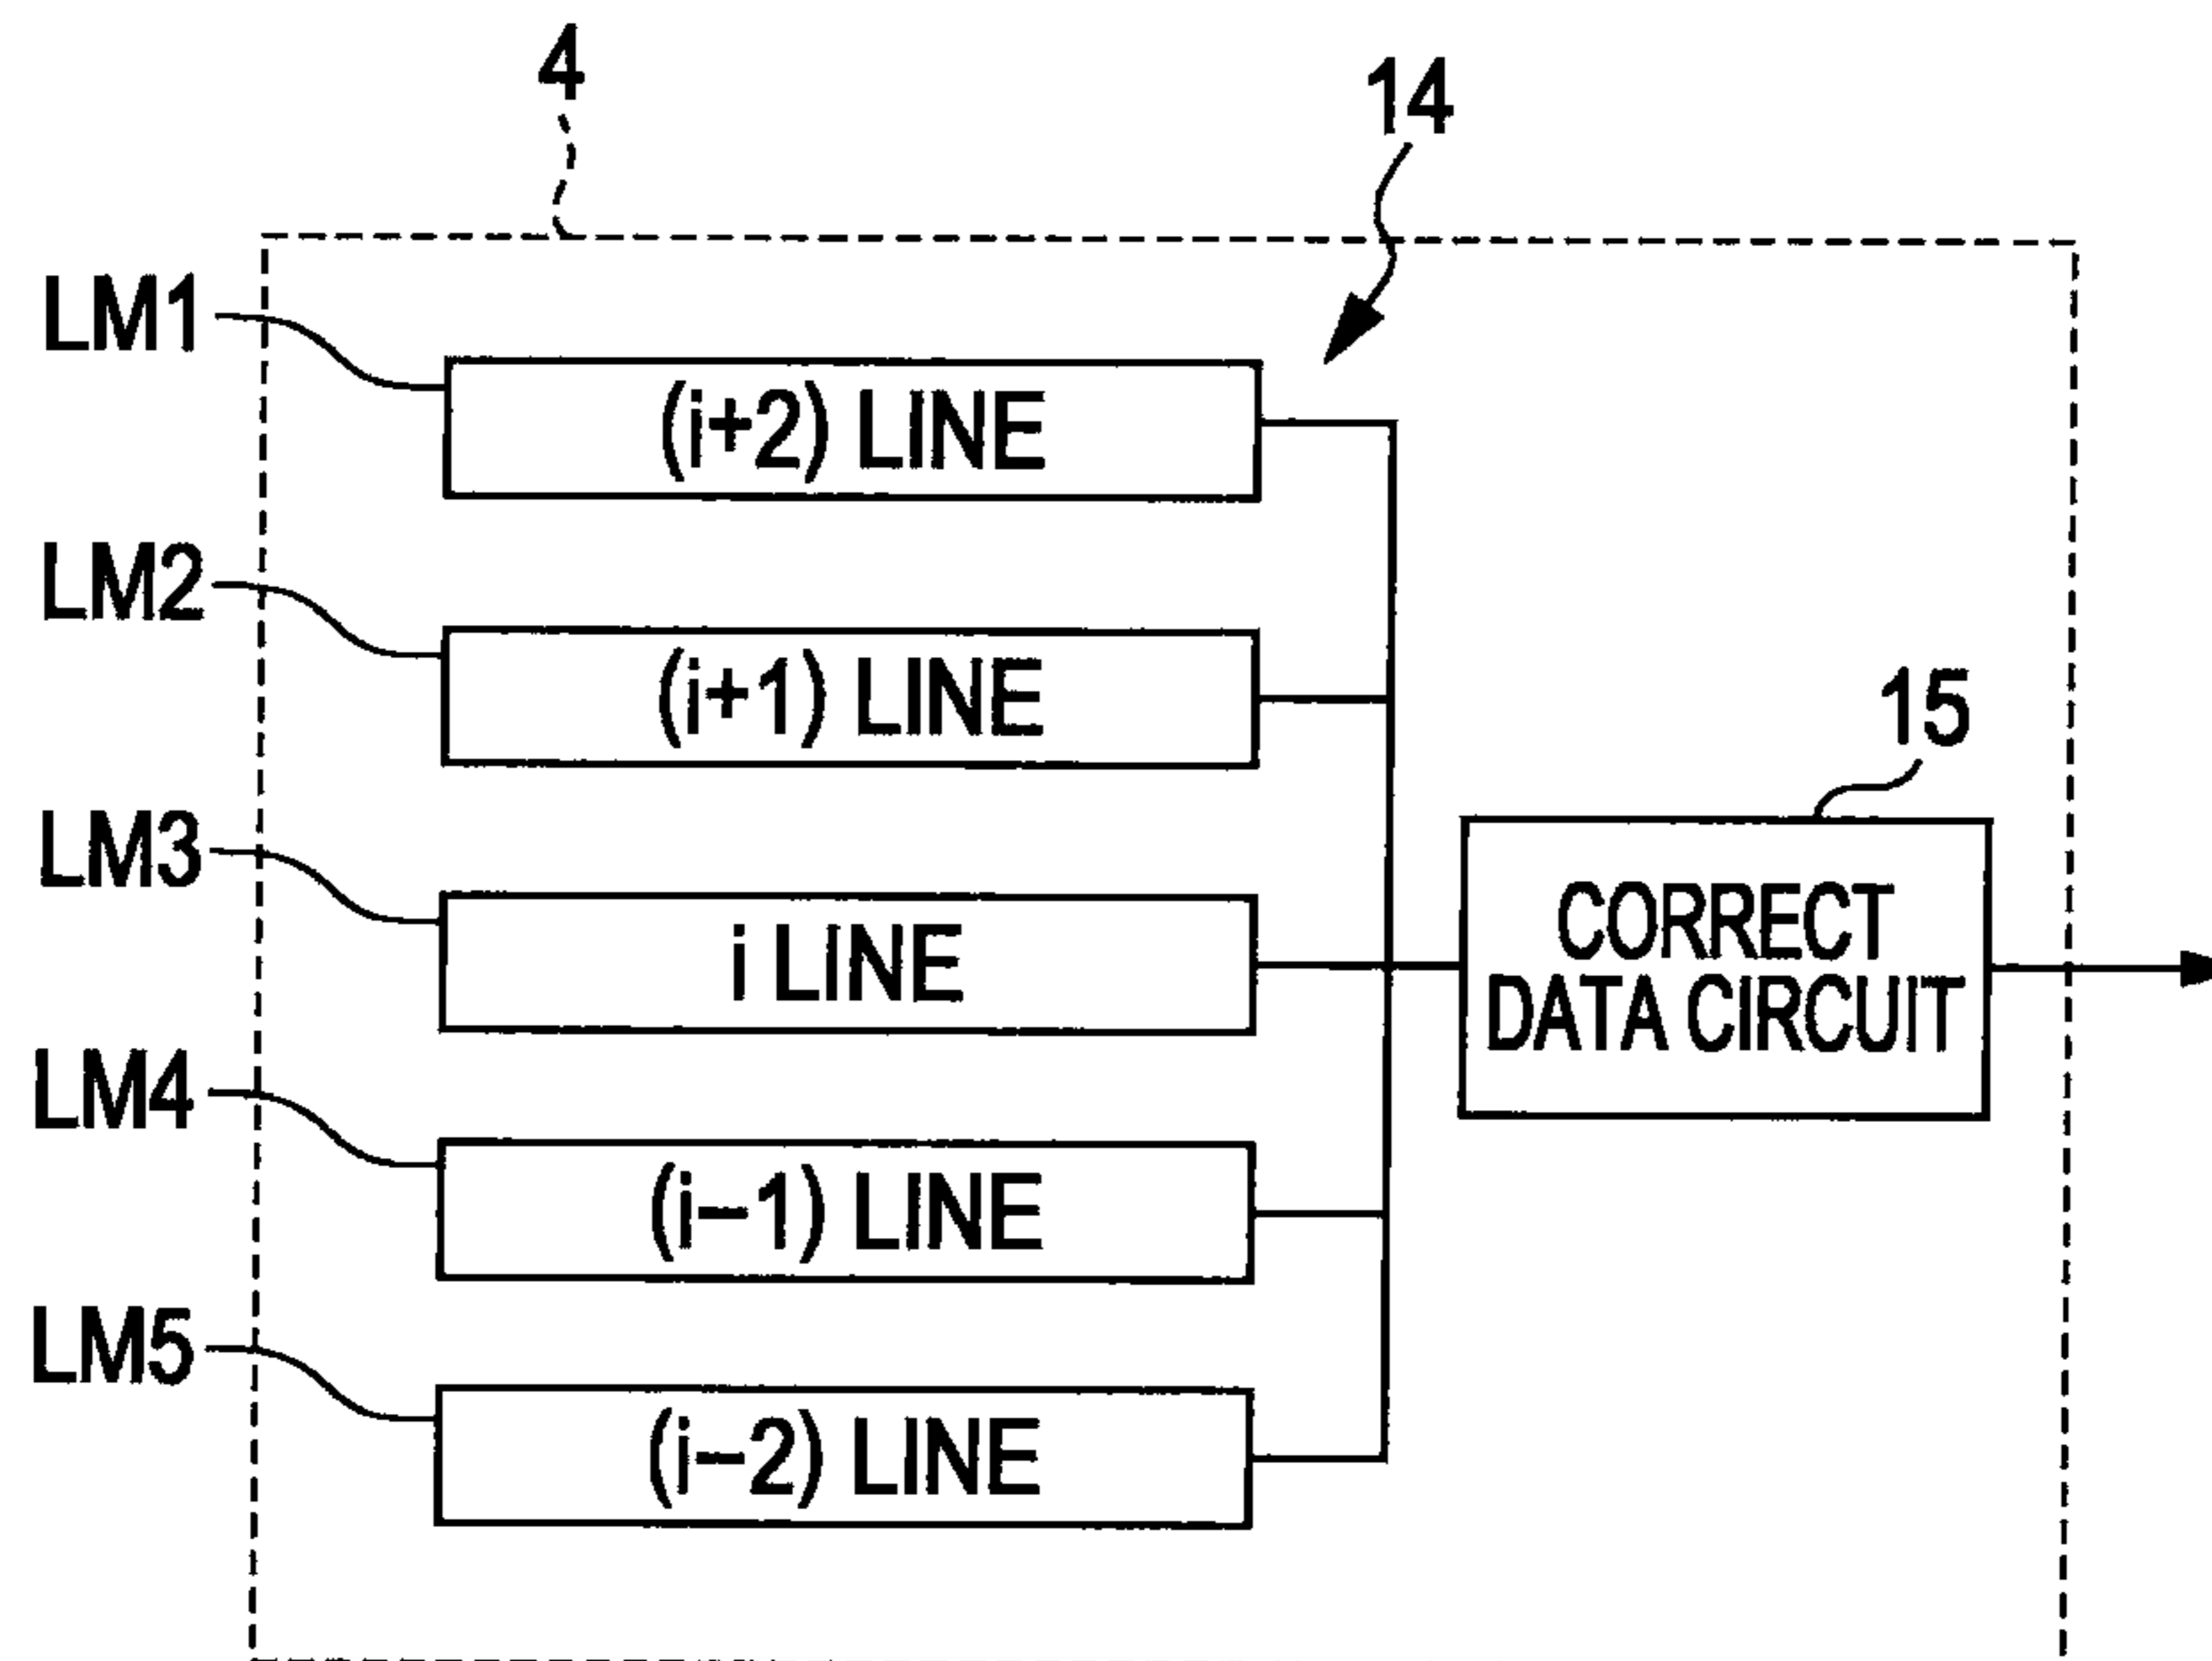 4
14
LM1
(i+2) LINE
LM2
(i+1) LINE
15
LM3
i LINE
CORRECT
DATA CIRCUIT
LM4
(i–1) LINE
LM5
(i–2) LINE